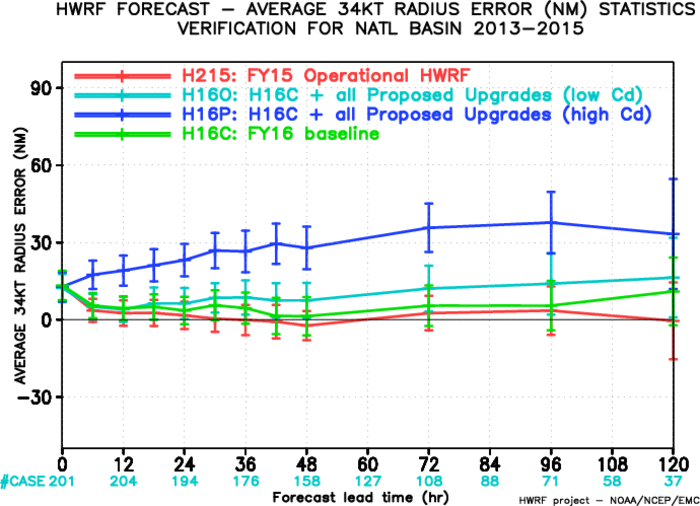 HWRF FORECAST – AVERAGE 34KT RADIUS ERROR (NM) STATISTICS
VERIFICATION FOR NATL BASIN 2013–2015
H215: FY15 Operational HWRF
H16O: H16C + all Proposed Upgrades (low Cd)
H16P: H16C + all Proposed Upgrades (high Cd)
H16C: FY16 baseline
AVERAGE 34KT RADIUS ERROR (NM)
90
60
30
0
–30
0 12 24 36 48 60 72 84 96 108 120
#CASE 201 204 194 176 158 127 108 88 71 58 37
Forecast lead time (hr)
HWRF project – NOAA/NCEP/EMC